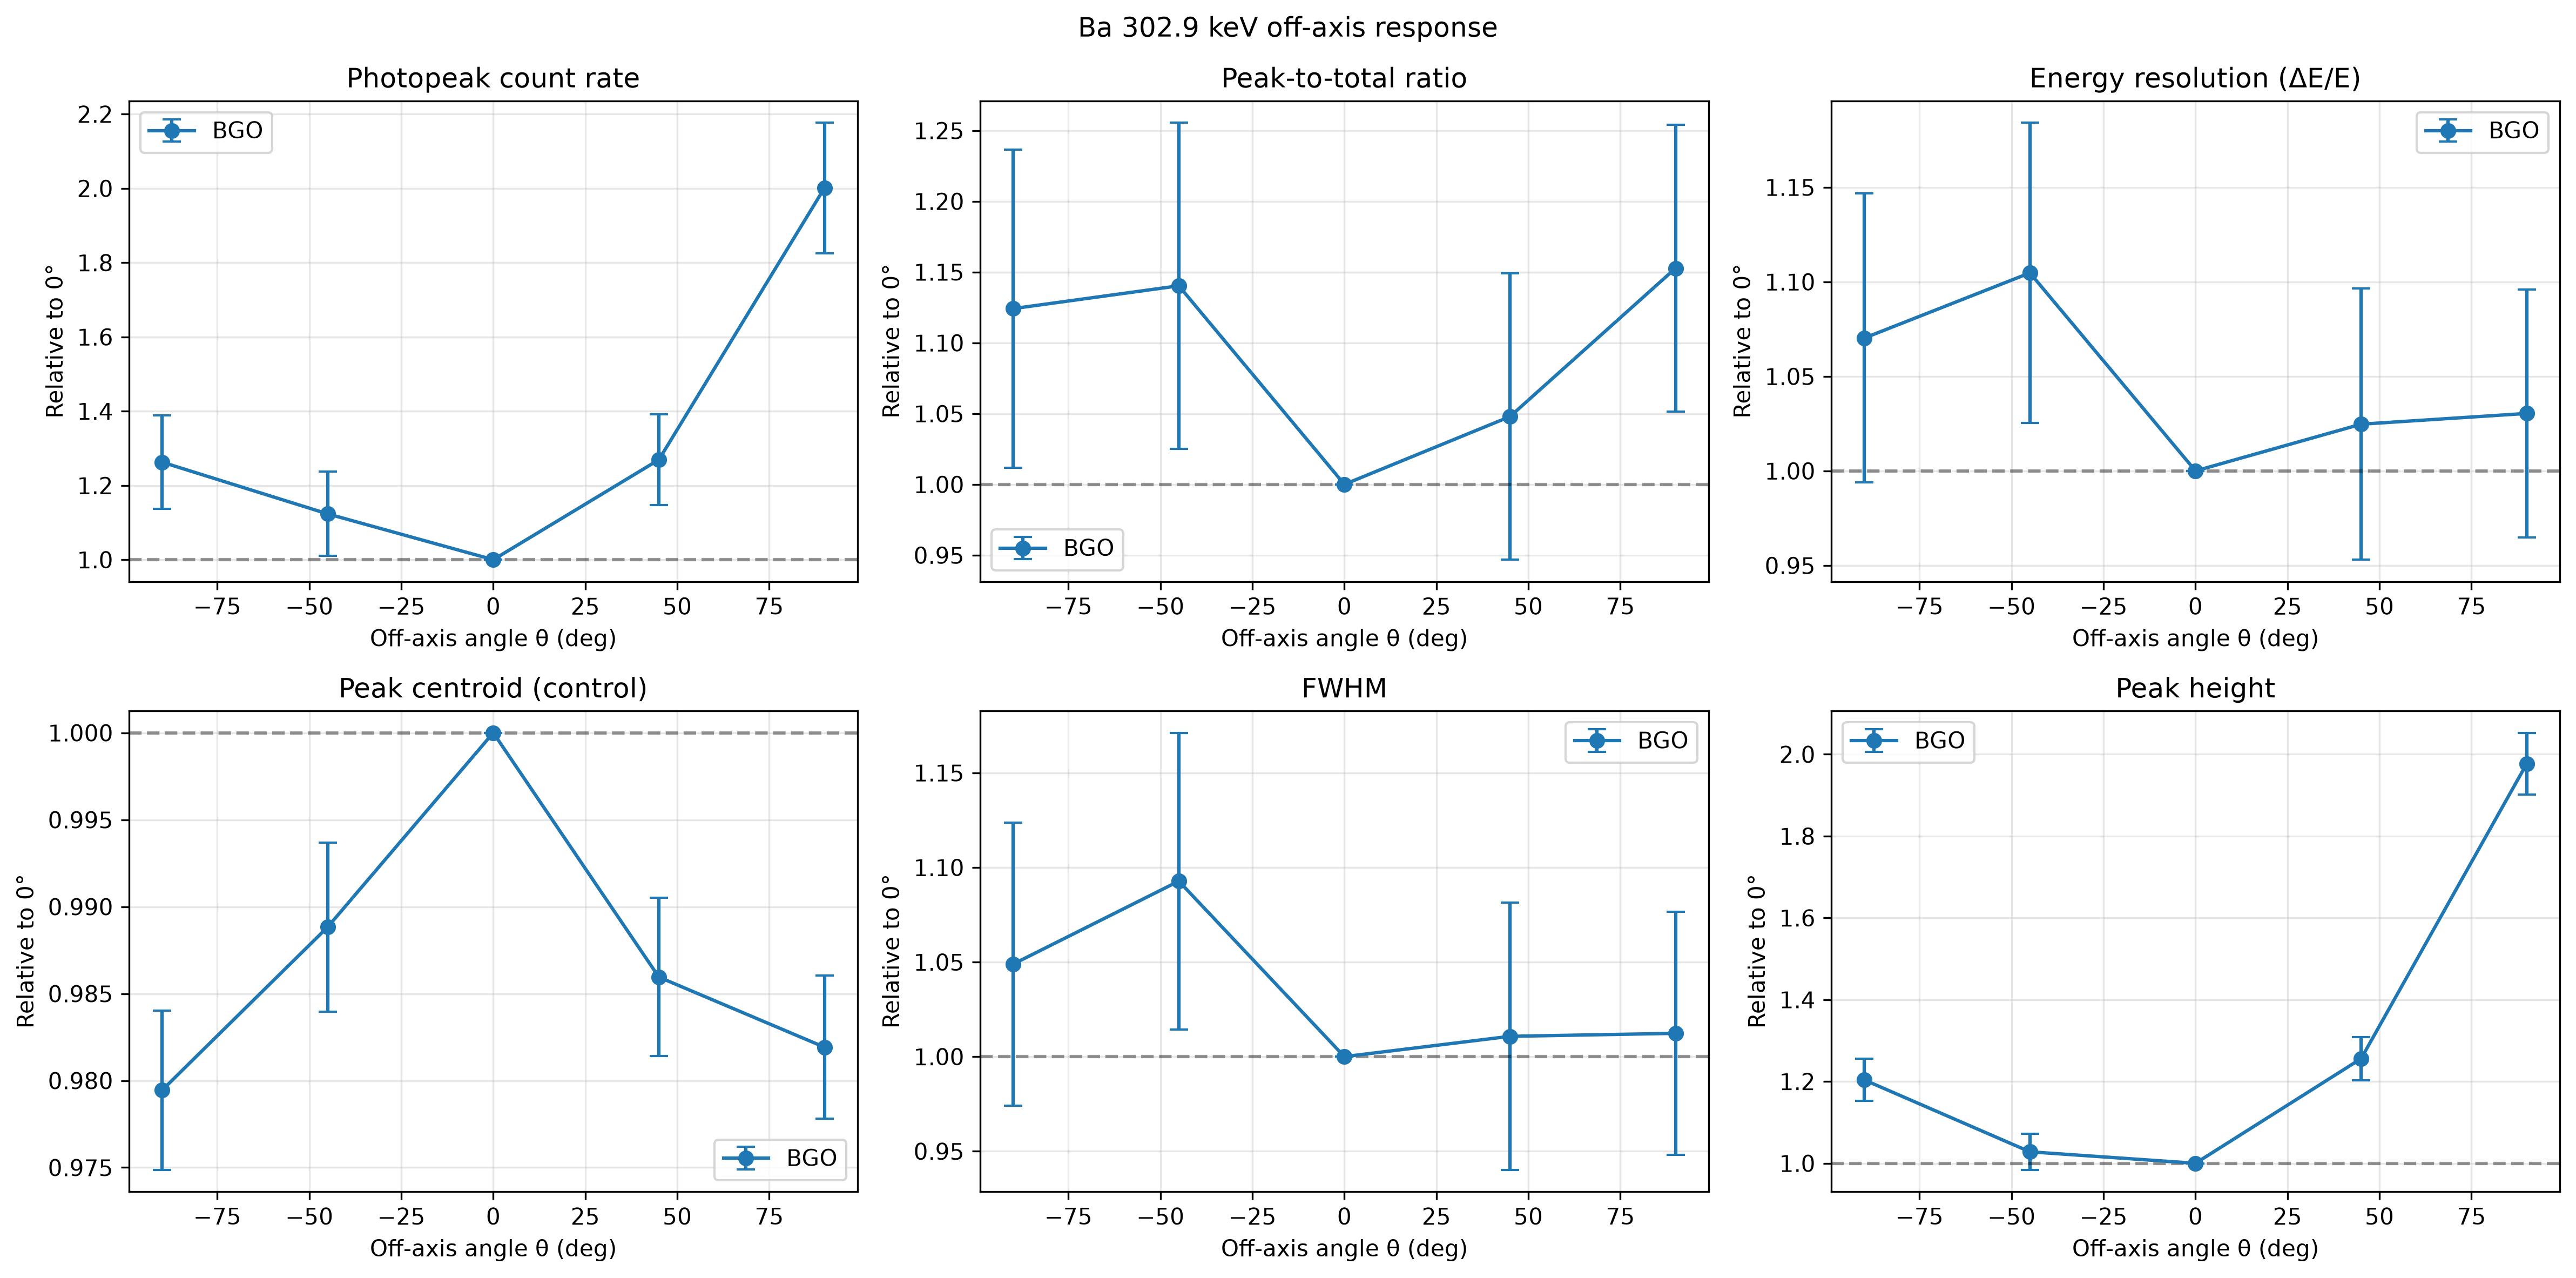 Ba 302.9 keV off-axis response
Photopeak count rate
2.2
2.0
1.8
1.6
1.4
1.2
1.0
Relative to 0°
BGO
−75 −50 −25 0 25 50 75
Off-axis angle θ (deg)
Peak-to-total ratio
1.25
1.20
1.15
1.10
1.05
1.00
0.95
Relative to 0°
BGO
−75 −50 −25 0 25 50 75
Off-axis angle θ (deg)
Energy resolution (ΔE/E)
1.15
1.10
1.05
1.00
0.95
Relative to 0°
BGO
−75 −50 −25 0 25 50 75
Off-axis angle θ (deg)
Peak centroid (control)
1.000
0.995
0.990
0.985
0.980
0.975
Relative to 0°
BGO
−75 −50 −25 0 25 50 75
Off-axis angle θ (deg)
FWHM
1.15
1.10
1.05
1.00
0.95
Relative to 0°
BGO
−75 −50 −25 0 25 50 75
Off-axis angle θ (deg)
Peak height
2.0
1.8
1.6
1.4
1.2
1.0
Relative to 0°
BGO
−75 −50 −25 0 25 50 75
Off-axis angle θ (deg)